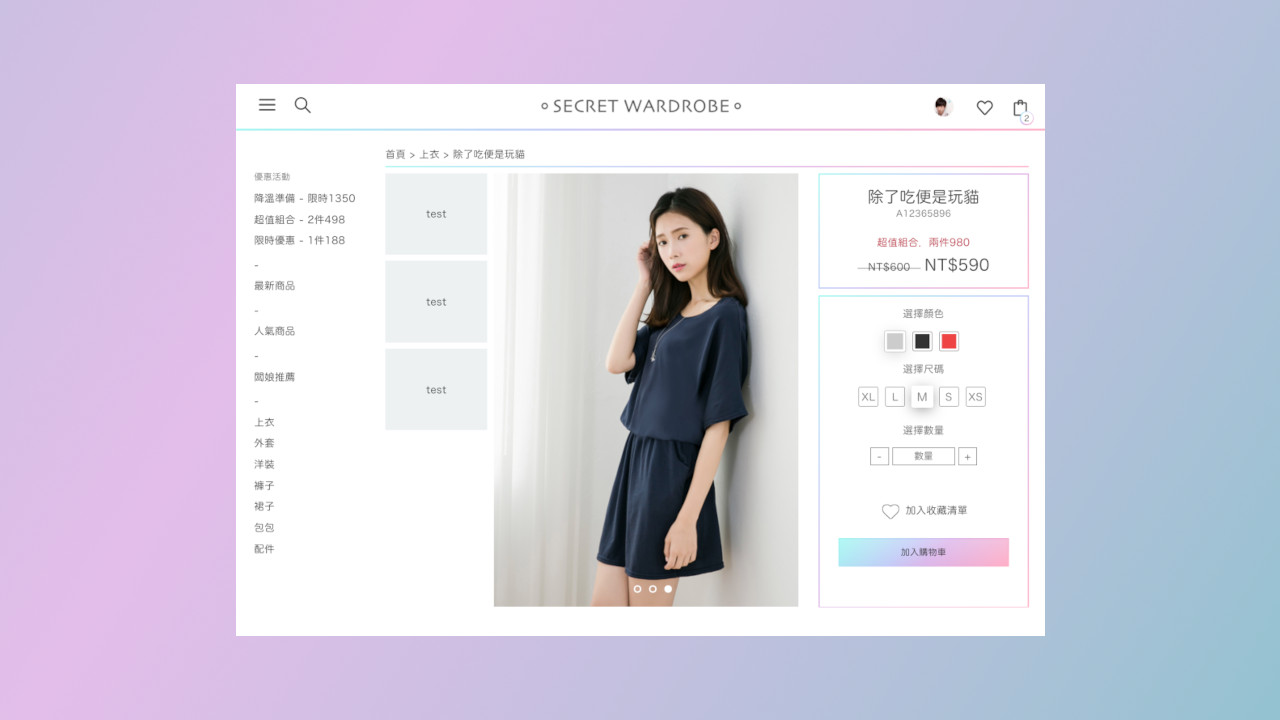 SECRET WARDROBE
2
首頁 > 上衣 > 除了吃便是玩貓
優惠活動
降溫準備 - 限時1350
超值組合 - 2件498
限時優惠 - 1件188
-
最新商品
-
人氣商品
-
闆娘推薦
-
上衣
外套
洋裝
褲子
裙子
包包
配件
test
test
test
除了吃便是玩貓
A12365896
超值組合，兩件980
NT$600 NT$590
選擇顏色
選擇尺碼
XL L M S XS
選擇數量
- 數量 +
加入收藏清單
加入購物車